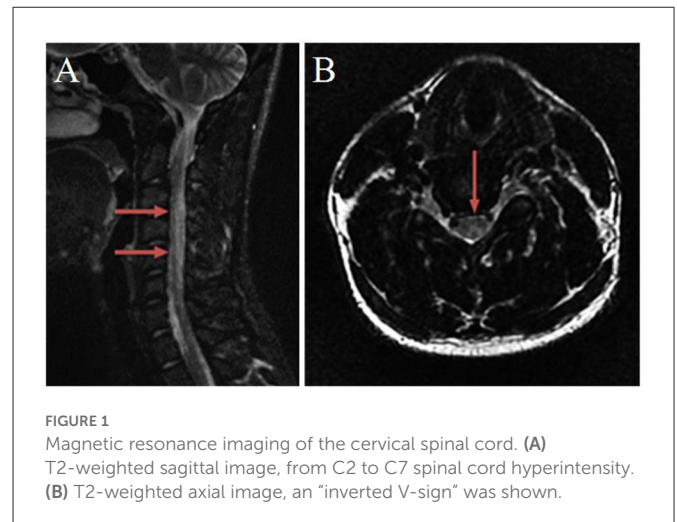 A
B
FIGURE 1
Magnetic resonance imaging of the cervical spinal cord. (A)
T2-weighted sagittal image, from C2 to C7 spinal cord hyperintensity.
(B) T2-weighted axial image, an “inverted V-sign” was shown.